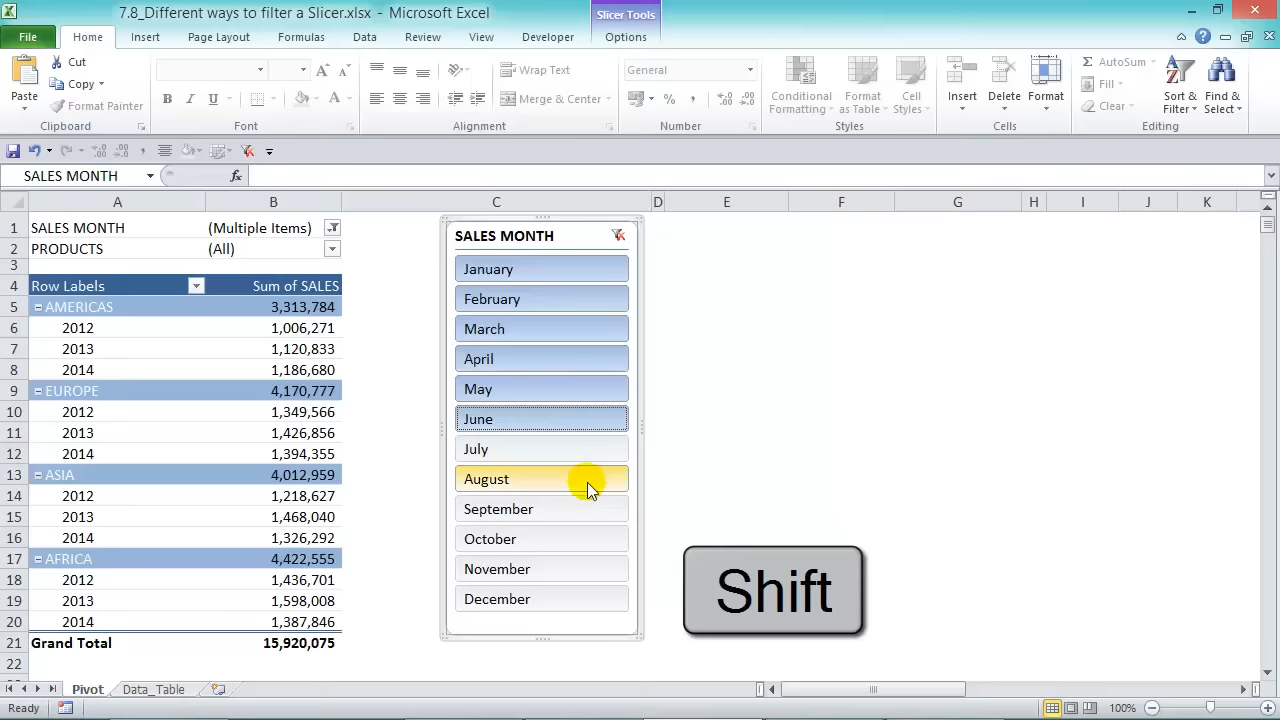 7.8_Different ways to filter a Slicer.xlsx - Microsoft Excel
Slicer Tools
File Home Insert Page Layout Formulas Data Review View Developer Options
Paste
Cut
Copy
Format Painter
Clipboard
Font
Wrap Text
Merge & Center
Alignment
General
Number
Conditional Formatting
Format as Table
Cell Styles
Styles
Insert
Delete
Format
Cells
AutoSum
Fill
Clear
Sort & Filter
Find & Select
Editing
SALES MONTH
fx
A B C D E F G H I J K
1 SALES MONTH (Multiple Items)
2 PRODUCTS (All)
3
4 Row Labels Sum of SALES
5 AMERICAS 3,313,784
6 2012 1,006,271
7 2013 1,120,833
8 2014 1,186,680
9 EUROPE 4,170,777
10 2012 1,349,566
11 2013 1,426,856
12 2014 1,394,355
13 ASIA 4,012,959
14 2012 1,218,627
15 2013 1,468,040
16 2014 1,326,292
17 AFRICA 4,422,555
18 2012 1,436,701
19 2013 1,598,008
20 2014 1,387,846
21 Grand Total 15,920,075
22
SALES MONTH
January
February
March
April
May
June
July
August
September
October
November
December
Shift
Pivot Data_Table
Ready 100%